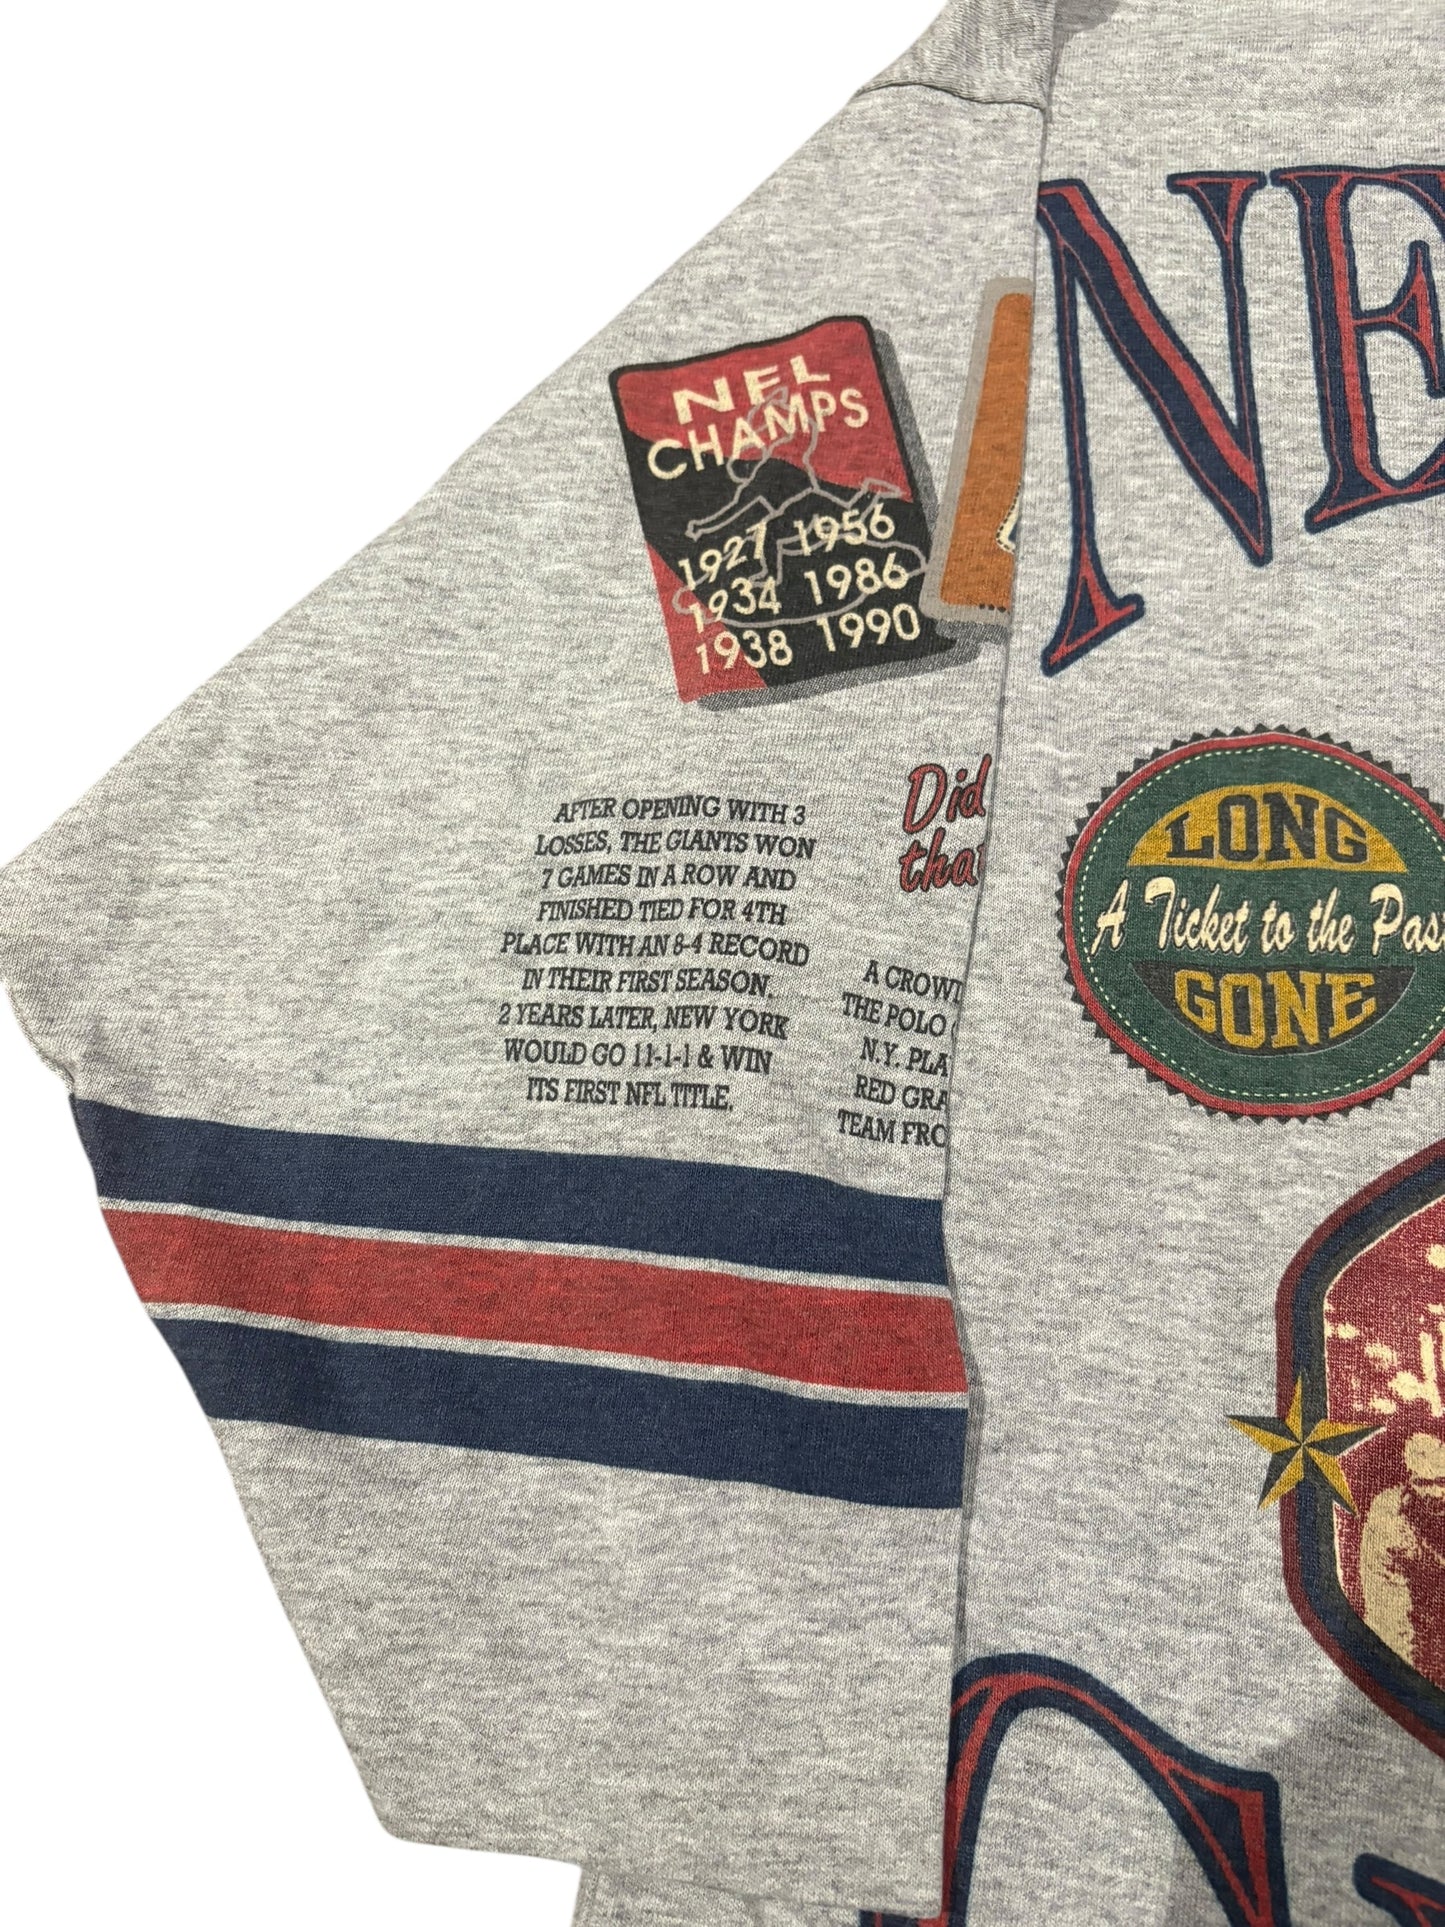 NE
NFL
CHAMPS
1927 1956
1934 1986
1938 1990
Did
that
AFTER OPENING WITH 3
LOSSES, THE GIANTS WON
7 GAMES IN A ROW AND
FINISHED TIED FOR 4TH
PLACE WITH AN 8-4 RECORD
IN THEIR FIRST SEASON.
2 YEARS LATER, NEW YORK
WOULD GO 11-1-1 & WIN
ITS FIRST NFL TITLE.
A CROW
THE POLO
N.Y. PLA
RED GRA
TEAM FRO
LONG
A Ticket to the Pas
GONE